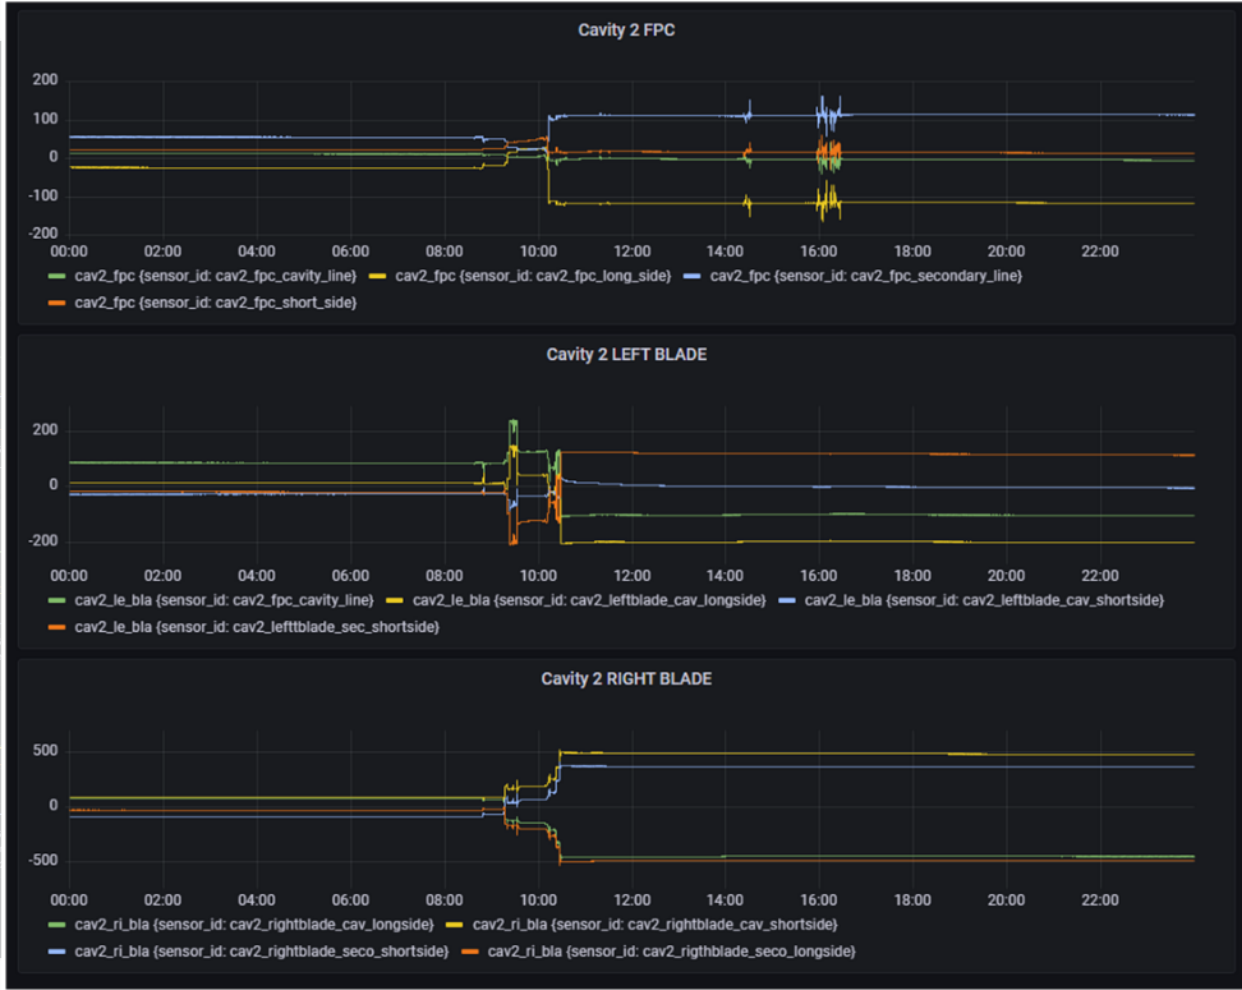 Cavity 2 FPC
200
100
0
-100
-200
00:00 02:00 04:00 06:00 08:00 10:00 12:00 14:00 16:00 18:00 20:00 22:00
cav2_fpc {sensor_id: cav2_fpc_cavity_line} cav2_fpc {sensor_id: cav2_fpc_long_side} cav2_fpc {sensor_id: cav2_fpc_secondary_line}
cav2_fpc {sensor_id: cav2_fpc_short_side}
Cavity 2 LEFT BLADE
200
0
-200
00:00 02:00 04:00 06:00 08:00 10:00 12:00 14:00 16:00 18:00 20:00 22:00
cav2_le_bla {sensor_id: cav2_fpc_cavity_line} cav2_le_bla {sensor_id: cav2_leftblade_cav_longside} cav2_le_bla {sensor_id: cav2_leftblade_cav_shortside}
cav2_le_bla {sensor_id: cav2_lefttblade_sec_shortside}
Cavity 2 RIGHT BLADE
500
0
-500
00:00 02:00 04:00 06:00 08:00 10:00 12:00 14:00 16:00 18:00 20:00 22:00
cav2_ri_bla {sensor_id: cav2_rightblade_cav_longside} cav2_ri_bla {sensor_id: cav2_rightblade_cav_shortside}
cav2_ri_bla {sensor_id: cav2_rightblade_seco_shortside} cav2_ri_bla {sensor_id: cav2_rigthblade_seco_longside}